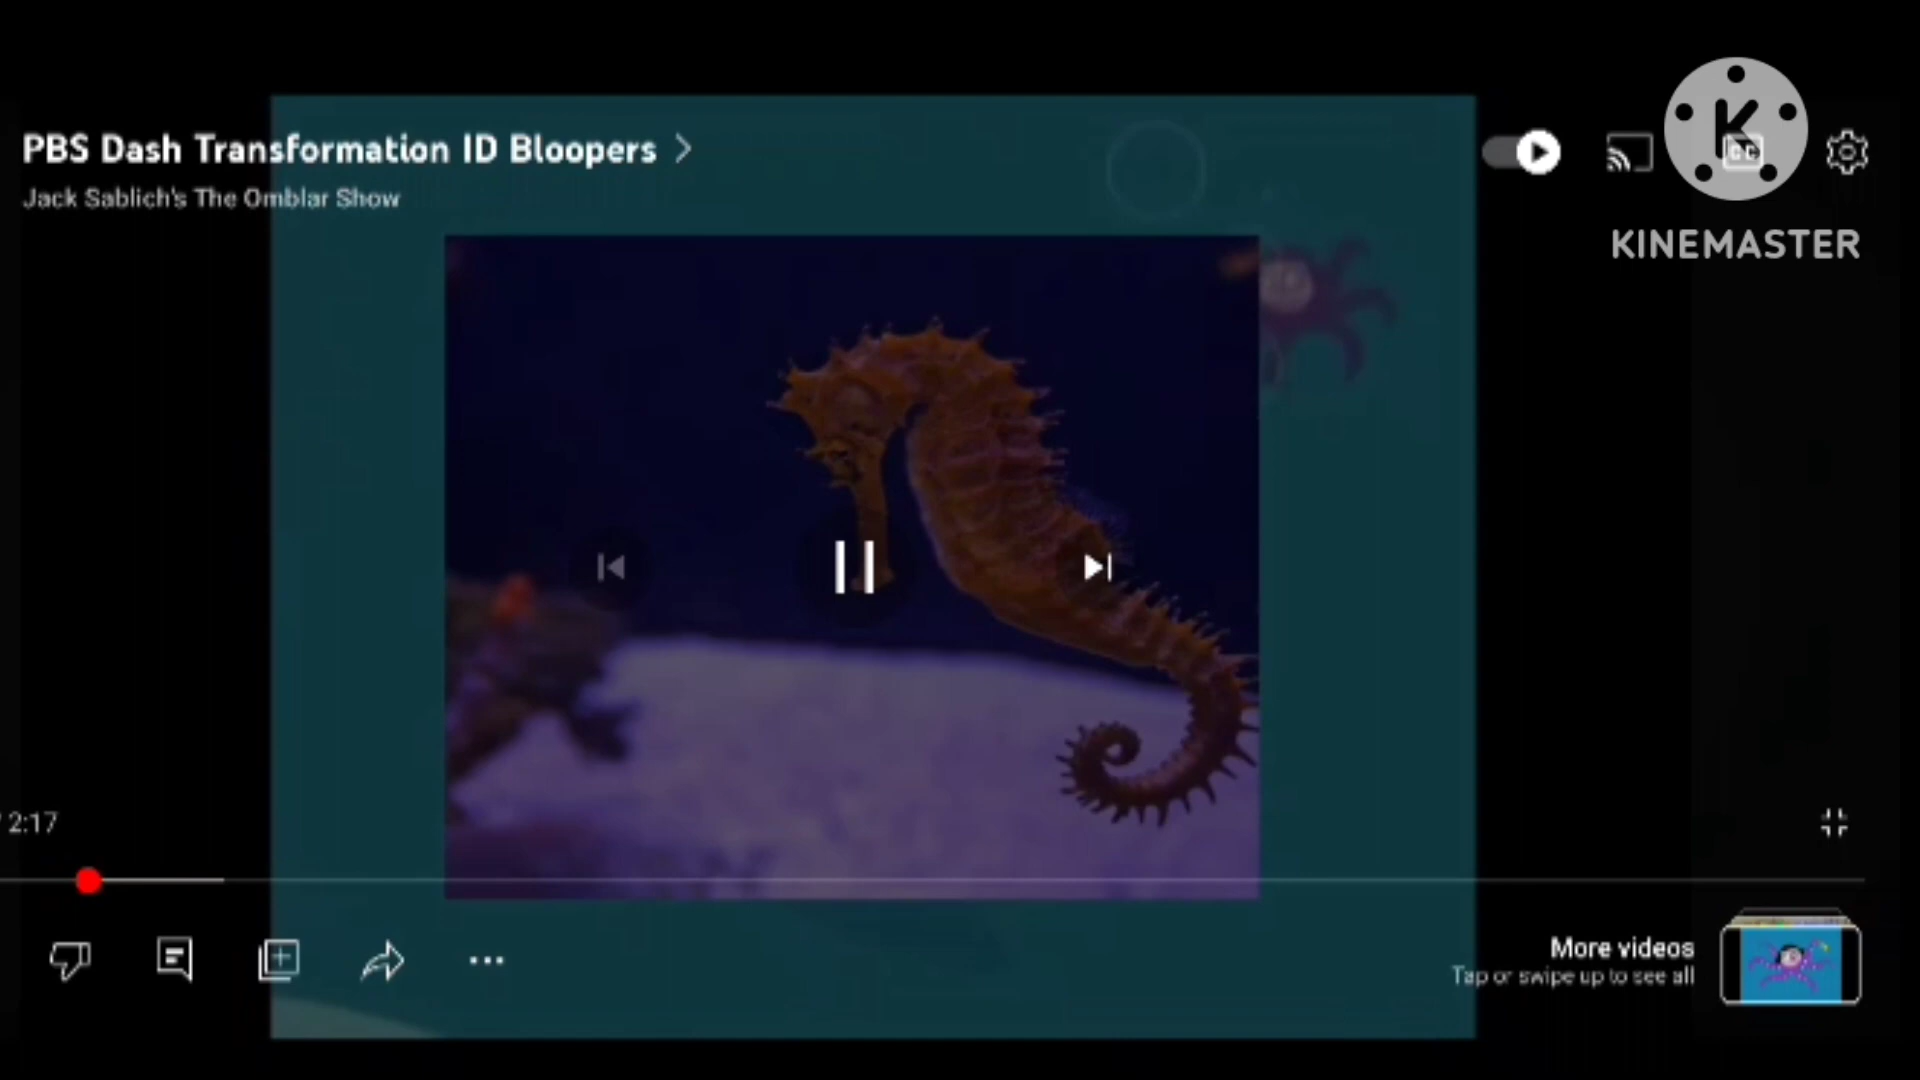 PBS Dash Transformation ID Bloopers
Jack Sablich's The Omblar Show
K
CC
KINEMASTER
/ 2:17
More videos
Tap or swipe up to see all